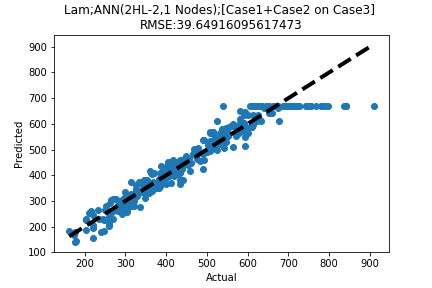 Lam;ANN(2HL-2,1 Nodes);[Case1+Case2 on Case3]
RMSE:39.64916095617473
900
800
700
600
500
400
300
200
100
Predicted
200 300 400 500 600 700 800 900
Actual